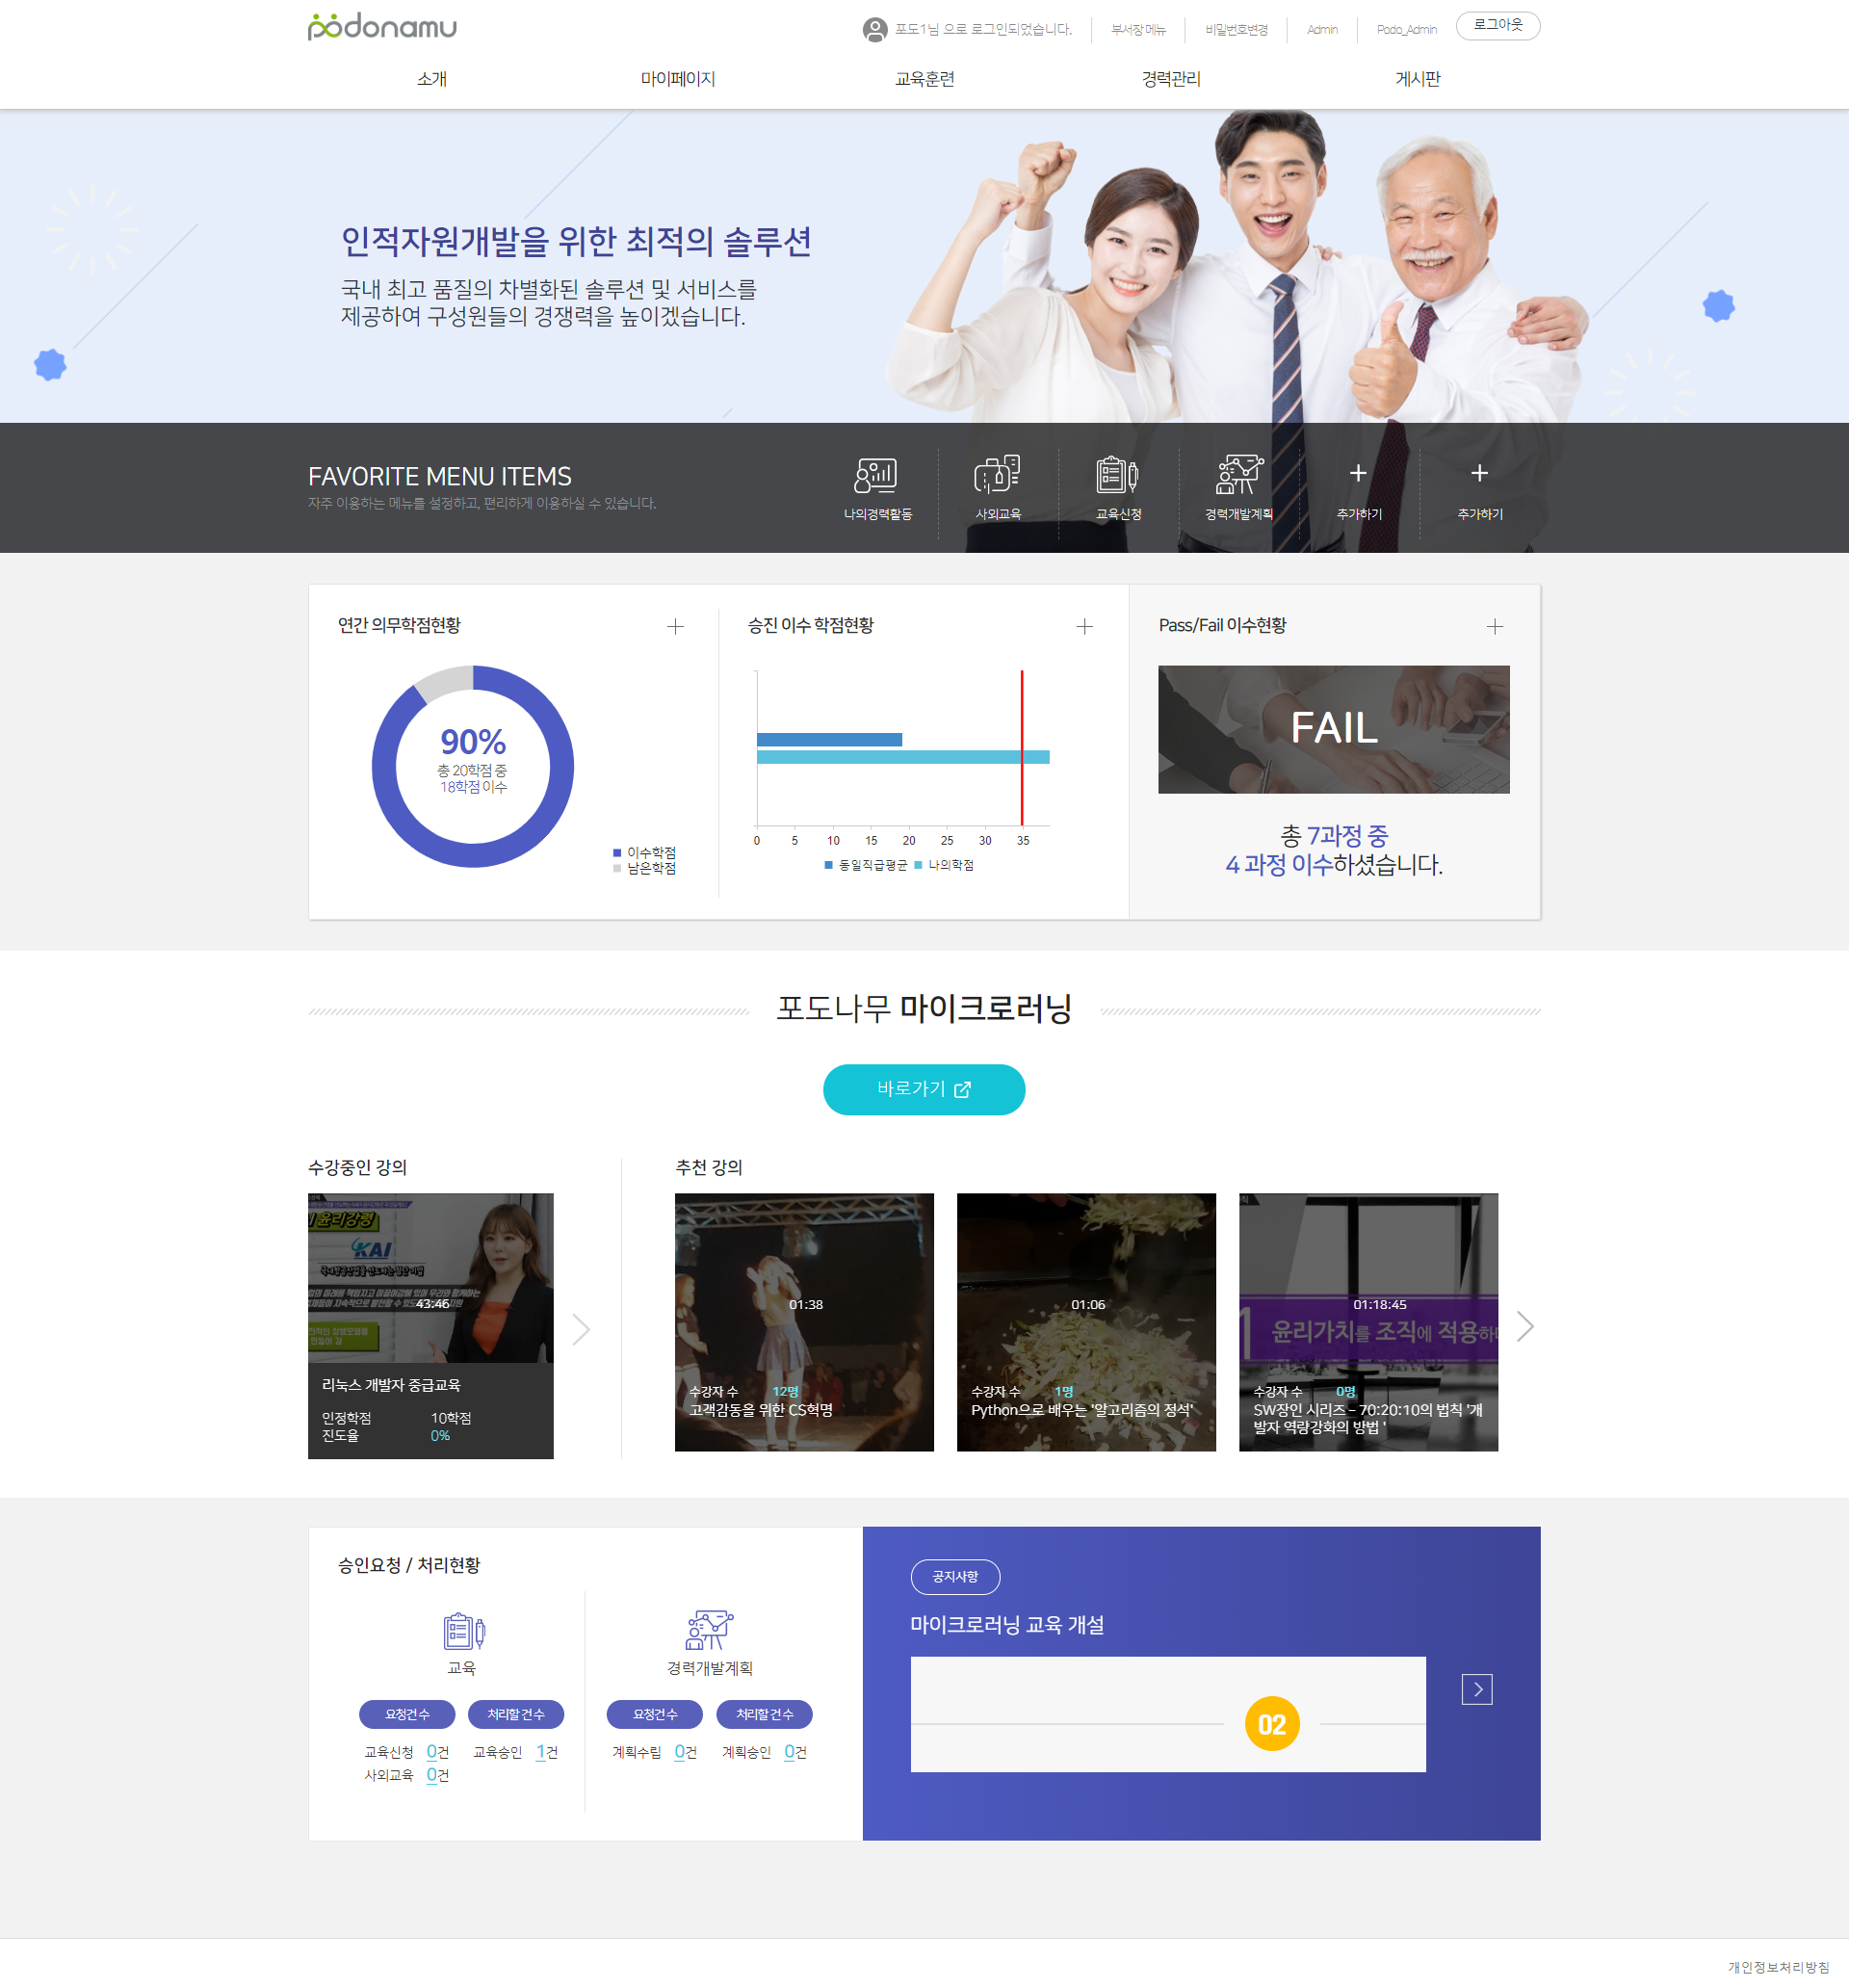 podonamu
포도1님 으로 로그인되었습니다.
부서장 메뉴
비밀번호변경
Admin
Podo_Admin
로그아웃
소개
마이페이지
교육훈련
경력관리
게시판
인적자원개발을 위한 최적의 솔루션
국내 최고 품질의 차별화된 솔루션 및 서비스를
제공하여 구성원들의 경쟁력을 높이겠습니다.
FAVORITE MENU ITEMS
자주 이용하는 메뉴를 설정하고, 편리하게 이용하실 수 있습니다.
나의경력활동
사외교육
교육신청
경력개발계획
추가하기
추가하기
연간 의무학점현황
90%
총 20학점 중
18학점 이수
이수학점
남은학점
승진 이수 학점현황
0 5 10 15 20 25 30 35
동일직급평균 나의학점
Pass/Fail 이수현황
FAIL
총 7과정 중
4 과정 이수하셨습니다.
포도나무 마이크로러닝
바로가기
수강중인 강의
윤리강령
KAI
43:46
리눅스 개발자 중급교육
인정학점 10학점
진도율 0%
추천 강의
01:38
수강자 수 12명
고객감동을 위한 CS혁명
01:06
수강자 수 1명
Python으로 배우는 '알고리즘의 정석'
01:18:45
1 윤리가치를 조직에 적용하
수강자 수 0명
SW장인 시리즈 - 70:20:10의 법칙 '개
발자 역량강화의 방법 '
승인요청 / 처리현황
교육
요청건 수
처리할 건 수
교육신청 0건
교육승인 1건
사외교육 0건
경력개발계획
요청건 수
처리할 건 수
계획수립 0건
계획승인 0건
공지사항
마이크로러닝 교육 개설
02
개인정보처리방침